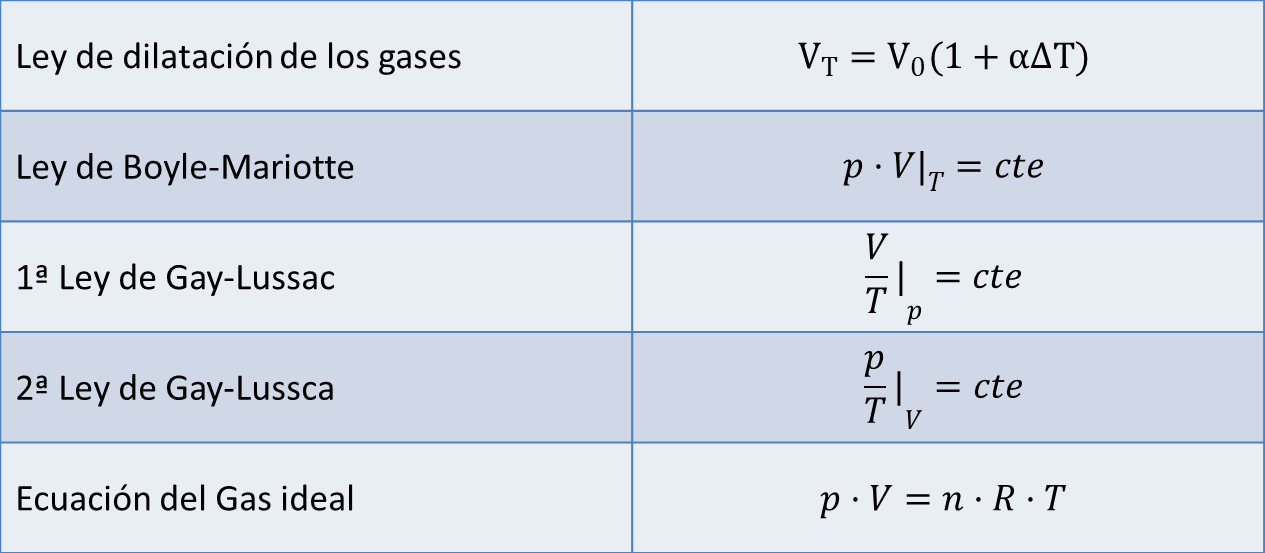 Ley de dilatación de los gases
V_T = V_0(1 + αΔT)
Ley de Boyle-Mariotte
p · V|_T = cte
1ª Ley de Gay-Lussac
V/T|_p = cte
2ª Ley de Gay-Lussca
p/T|_V = cte
Ecuación del Gas ideal
p · V = n · R · T